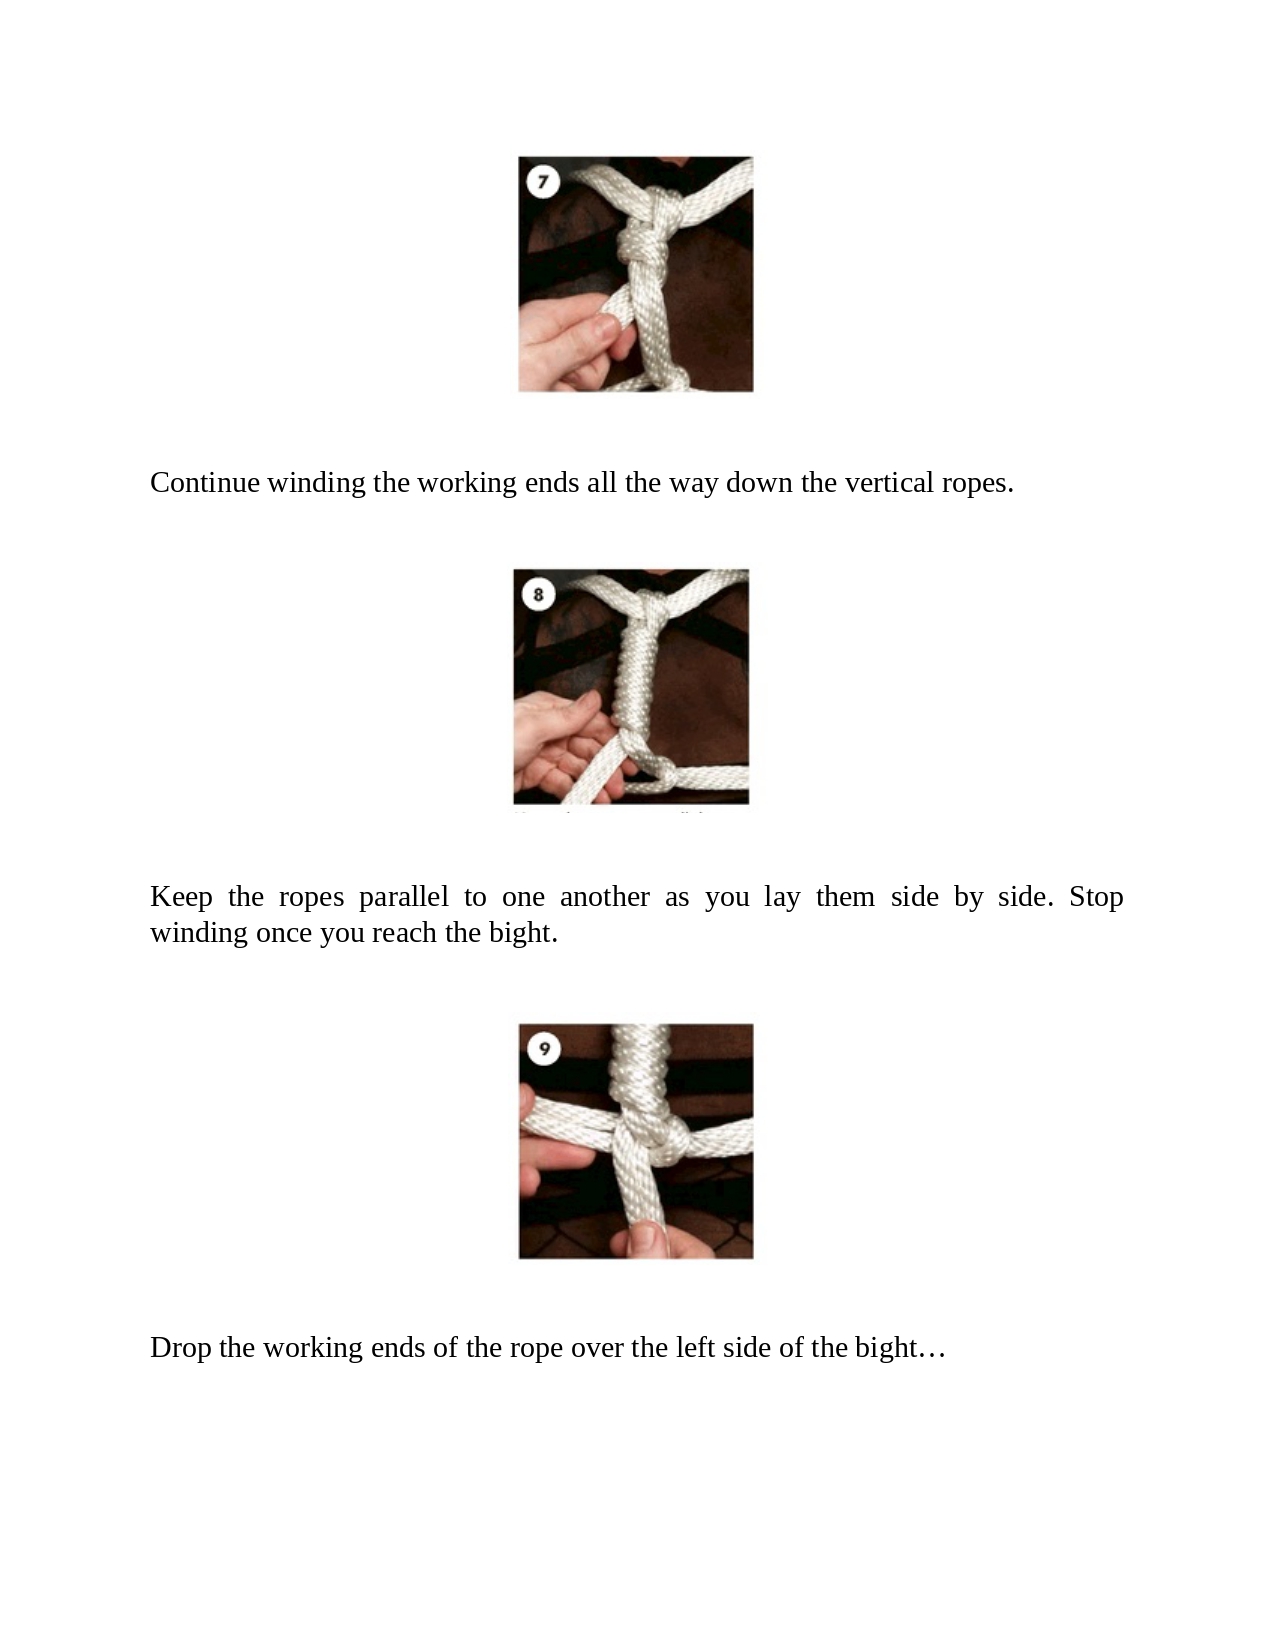 7
Continue winding the working ends all the way down the vertical ropes.
8
Keep the ropes parallel to one another as you lay them side by side. Stop
winding once you reach the bight.
9
Drop the working ends of the rope over the left side of the bight…